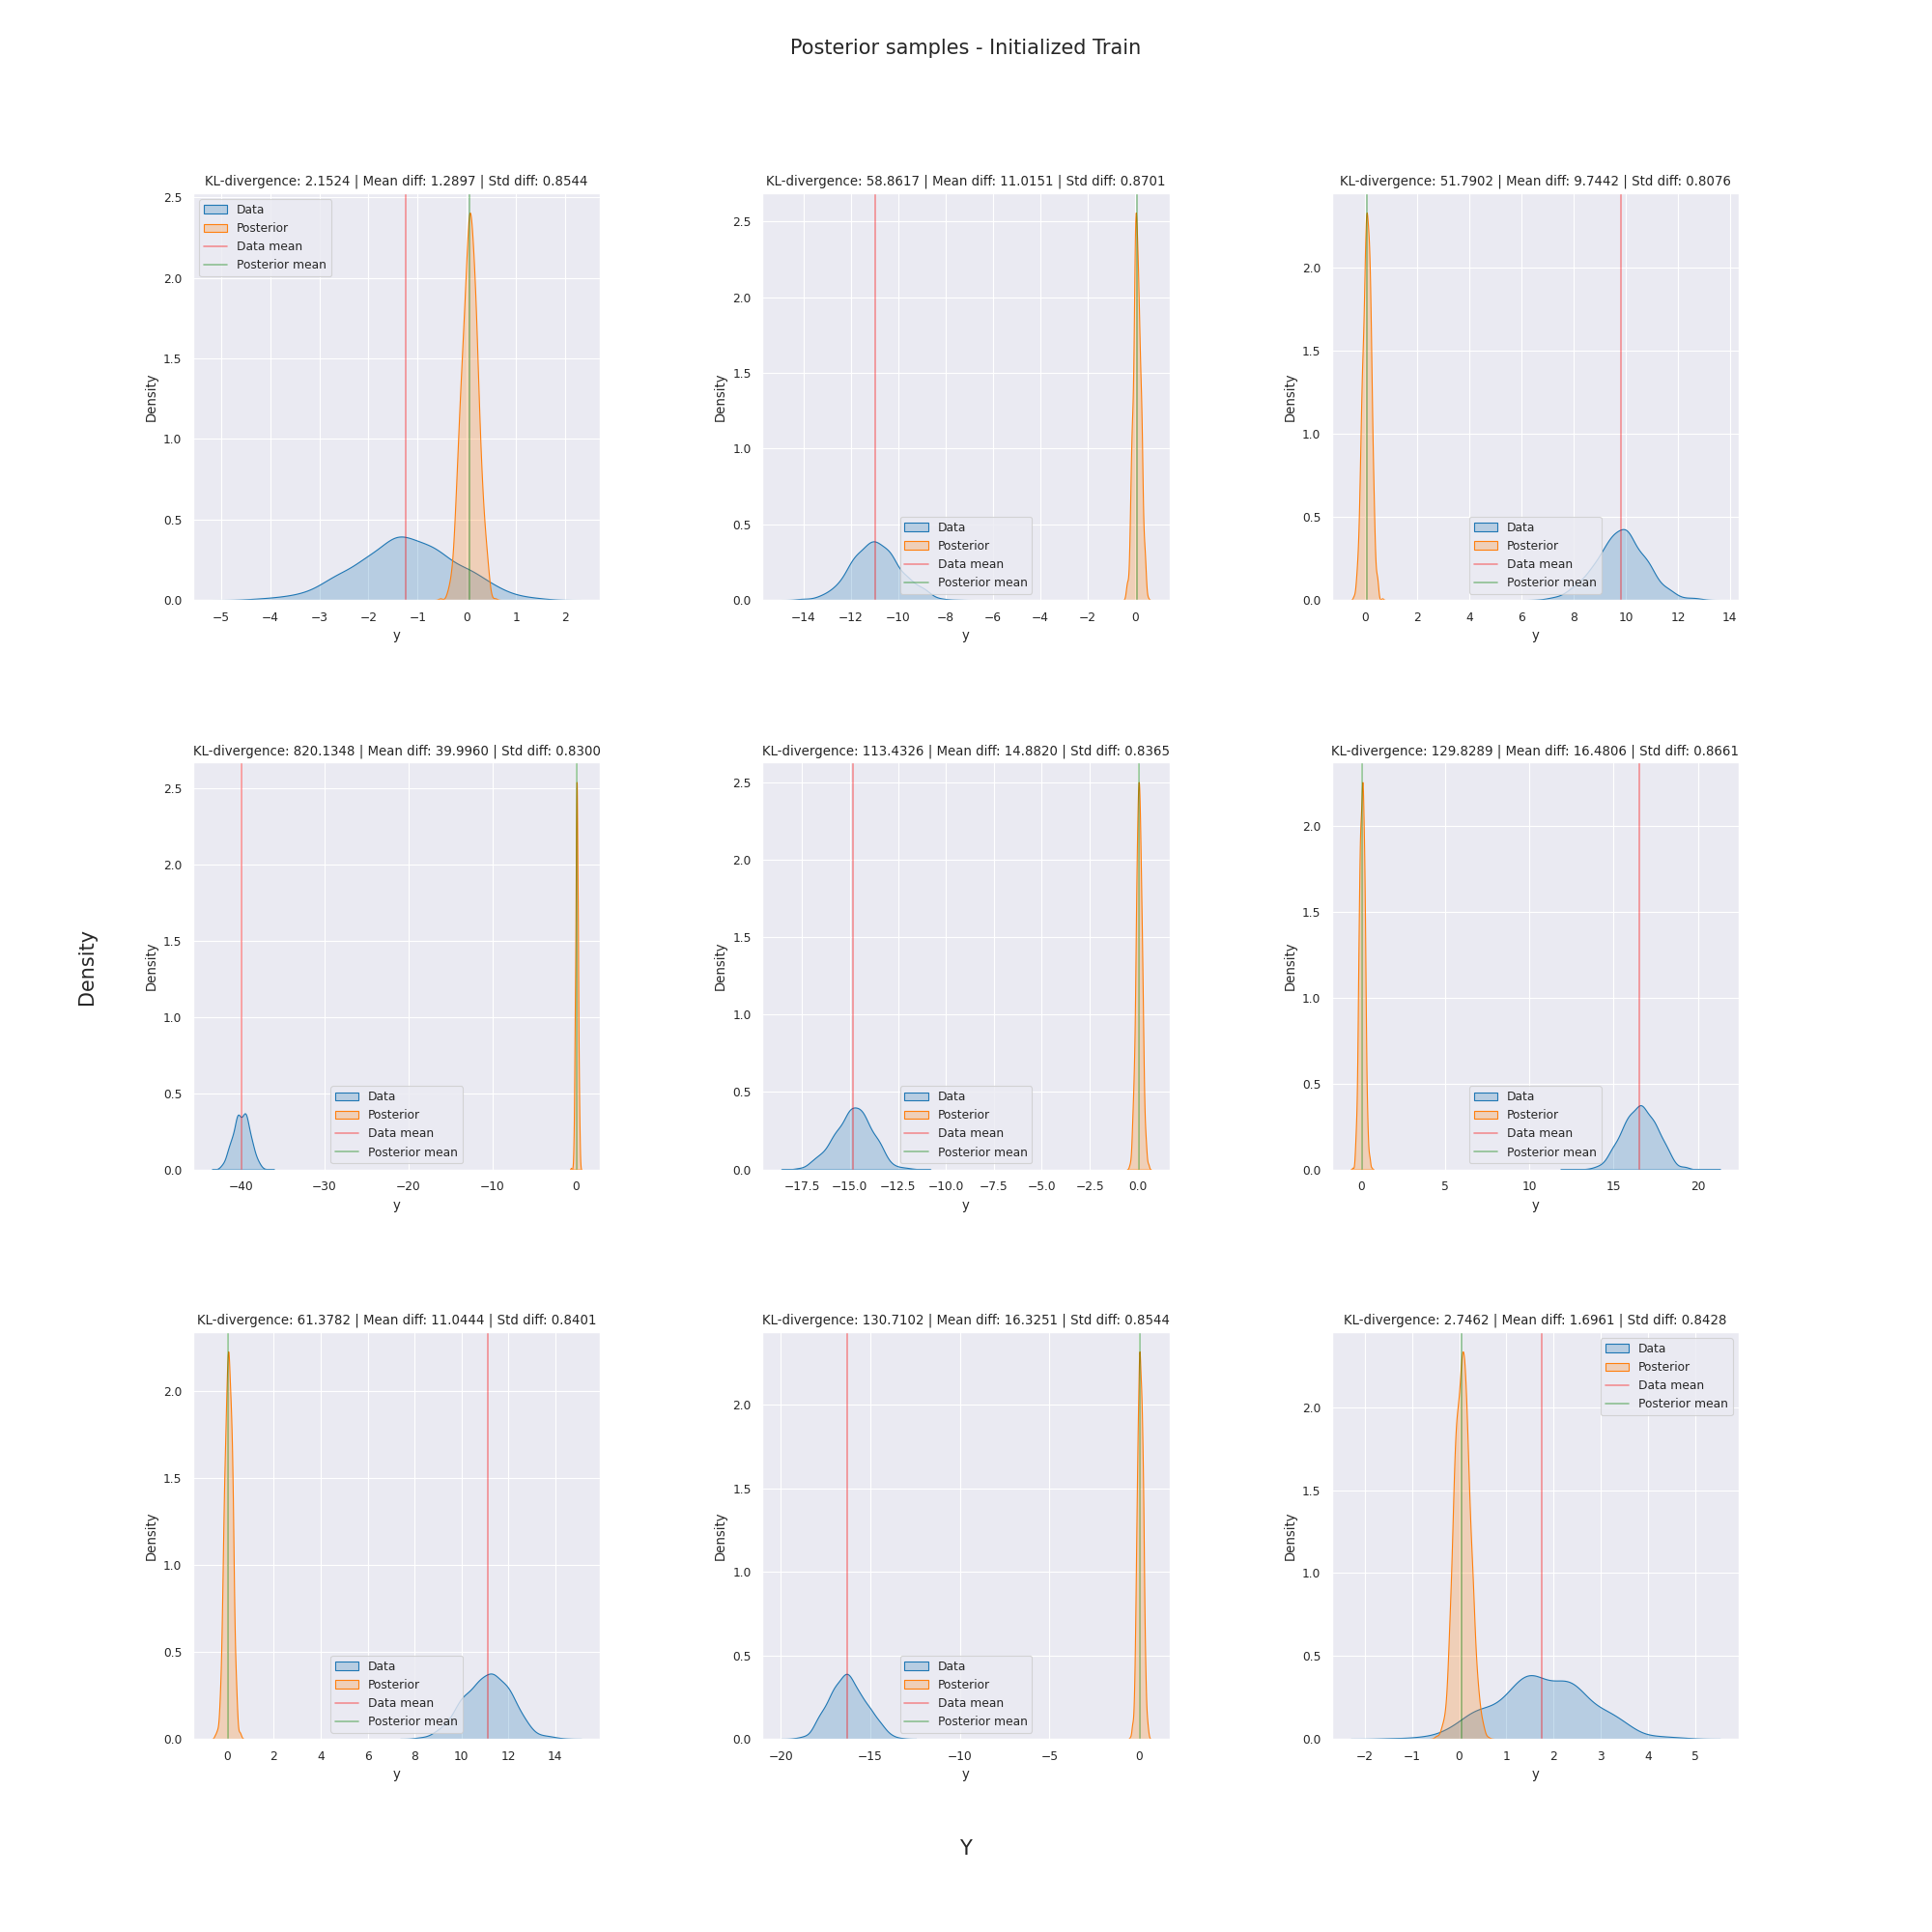 Posterior samples - Initialized Train
KL-divergence: 2.1524 | Mean diff: 1.2897 | Std diff: 0.8544
2.5
2.0
1.5
1.0
0.5
0.0
Density
Data
Posterior
Data mean
Posterior mean
−5 −4 −3 −2 −1 0 1 2
y
KL-divergence: 58.8617 | Mean diff: 11.0151 | Std diff: 0.8701
2.5
2.0
1.5
1.0
0.5
0.0
Density
Data
Posterior
Data mean
Posterior mean
−14 −12 −10 −8 −6 −4 −2 0
y
KL-divergence: 51.7902 | Mean diff: 9.7442 | Std diff: 0.8076
2.0
1.5
1.0
0.5
0.0
Density
Data
Posterior
Data mean
Posterior mean
0 2 4 6 8 10 12 14
y
KL-divergence: 820.1348 | Mean diff: 39.9960 | Std diff: 0.8300
2.5
2.0
1.5
1.0
0.5
0.0
Density
Data
Posterior
Data mean
Posterior mean
−40 −30 −20 −10 0
y
KL-divergence: 113.4326 | Mean diff: 14.8820 | Std diff: 0.8365
2.5
2.0
1.5
1.0
0.5
0.0
Density
Data
Posterior
Data mean
Posterior mean
−17.5 −15.0 −12.5 −10.0 −7.5 −5.0 −2.5 0.0
y
KL-divergence: 129.8289 | Mean diff: 16.4806 | Std diff: 0.8661
2.0
1.5
1.0
0.5
0.0
Density
Data
Posterior
Data mean
Posterior mean
0 5 10 15 20
y
Density
KL-divergence: 61.3782 | Mean diff: 11.0444 | Std diff: 0.8401
2.0
1.5
1.0
0.5
0.0
Density
Data
Posterior
Data mean
Posterior mean
0 2 4 6 8 10 12 14
y
KL-divergence: 130.7102 | Mean diff: 16.3251 | Std diff: 0.8544
2.0
1.5
1.0
0.5
0.0
Density
Data
Posterior
Data mean
Posterior mean
−20 −15 −10 −5 0
y
KL-divergence: 2.7462 | Mean diff: 1.6961 | Std diff: 0.8428
2.0
1.5
1.0
0.5
0.0
Density
Data
Posterior
Data mean
Posterior mean
−2 −1 0 1 2 3 4 5
y
Y